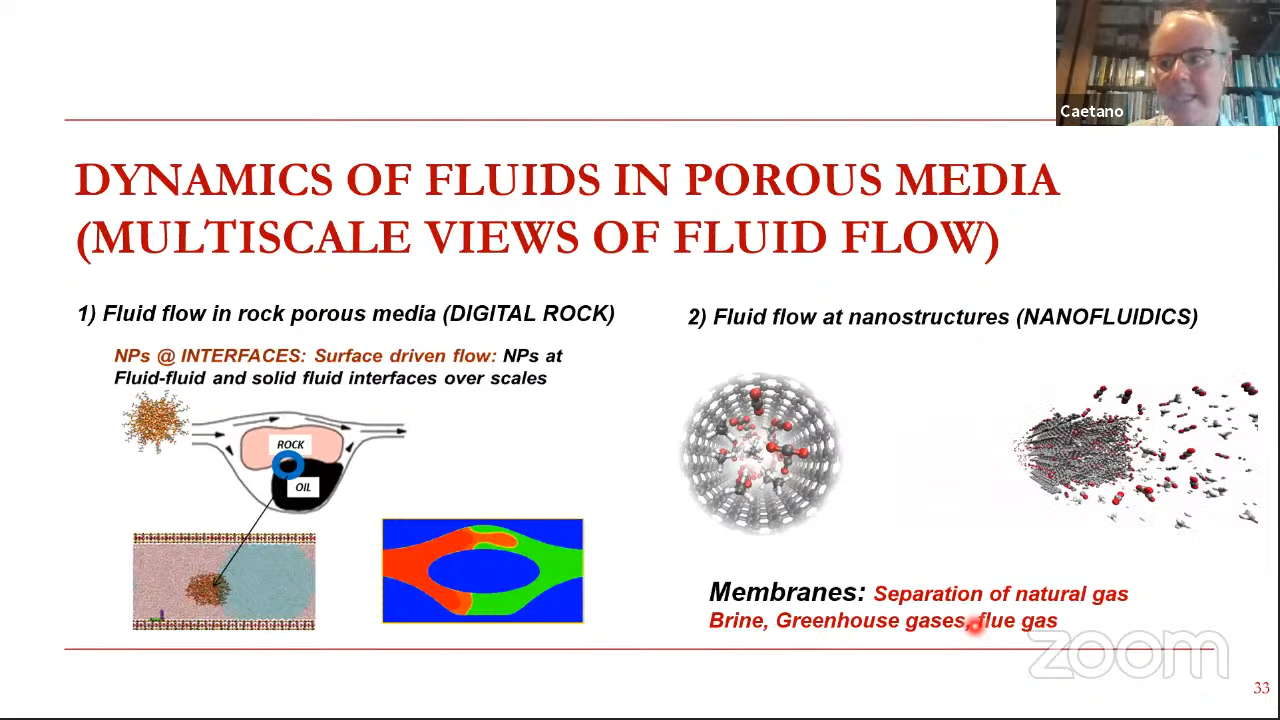 Caetano
DYNAMICS OF FLUIDS IN POROUS MEDIA
(MULTISCALE VIEWS OF FLUID FLOW)
1) Fluid flow in rock porous media (DIGITAL ROCK)
NPs @ INTERFACES: Surface driven flow: NPs at
Fluid-fluid and solid fluid interfaces over scales
ROCK
OIL
2) Fluid flow at nanostructures (NANOFLUIDICS)
Membranes: Separation of natural gas
Brine, Greenhouse gases, flue gas
zoom
33